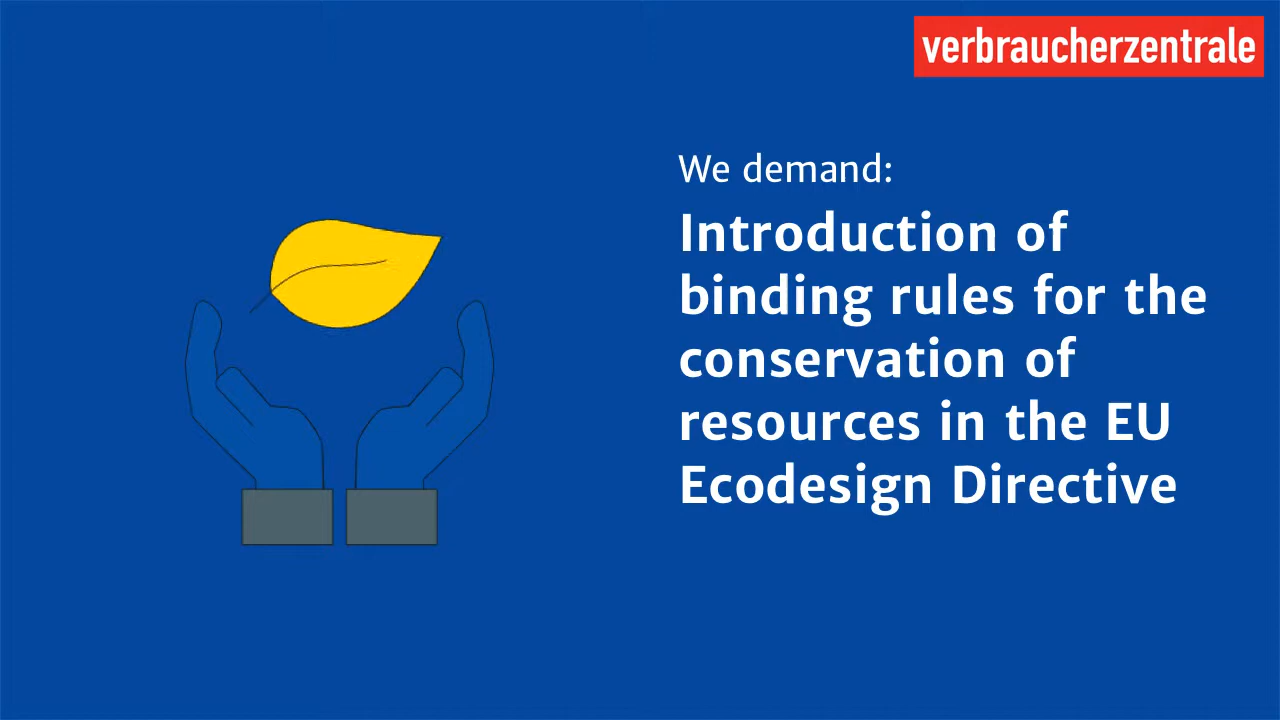 verbraucherzentrale
We demand:
Introduction of
binding rules for the
conservation of
resources in the EU
Ecodesign Directive